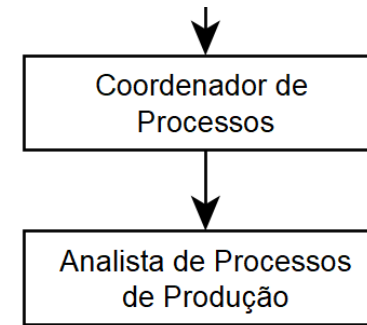 Coordenador de
Processos
Analista de Processos
de Produção